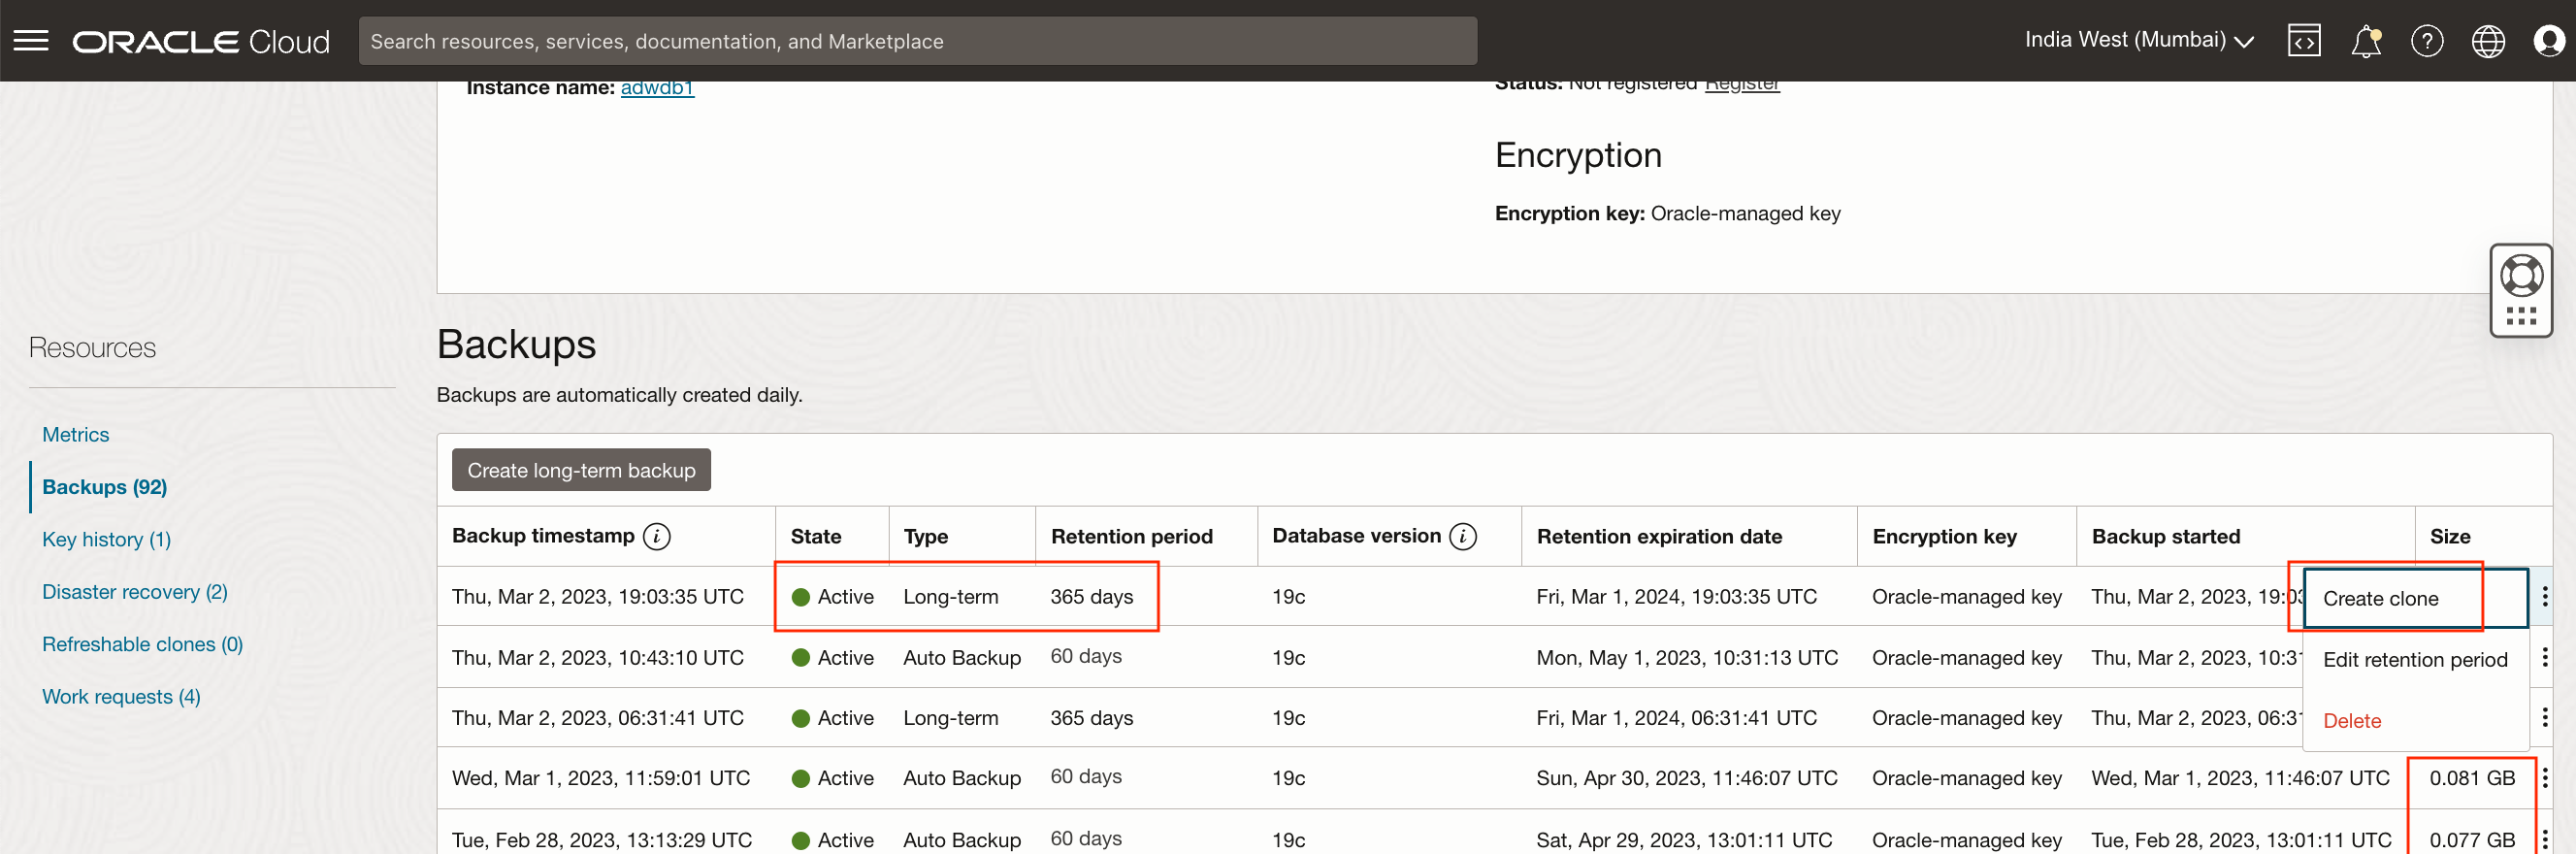 ORACLE Cloud
Search resources, services, documentation, and Marketplace
India West (Mumbai)
Instance name: adwdb1
Status: Not registered Register
Encryption
Encryption key: Oracle-managed key
Resources
Metrics
Backups (92)
Key history (1)
Disaster recovery (2)
Refreshable clones (0)
Work requests (4)
Backups
Backups are automatically created daily.
Create long-term backup
Backup timestamp i State Type Retention period Database version i Retention expiration date Encryption key Backup started Size
Thu, Mar 2, 2023, 19:03:35 UTC Active Long-term 365 days 19c Fri, Mar 1, 2024, 19:03:35 UTC Oracle-managed key Thu, Mar 2, 2023, 19:03
Create clone
Thu, Mar 2, 2023, 10:43:10 UTC Active Auto Backup 60 days 19c Mon, May 1, 2023, 10:31:13 UTC Oracle-managed key Thu, Mar 2, 2023, 10:31
Edit retention period
Thu, Mar 2, 2023, 06:31:41 UTC Active Long-term 365 days 19c Fri, Mar 1, 2024, 06:31:41 UTC Oracle-managed key Thu, Mar 2, 2023, 06:31
Delete
Wed, Mar 1, 2023, 11:59:01 UTC Active Auto Backup 60 days 19c Sun, Apr 30, 2023, 11:46:07 UTC Oracle-managed key Wed, Mar 1, 2023, 11:46:07 UTC 0.081 GB
Tue, Feb 28, 2023, 13:13:29 UTC Active Auto Backup 60 days 19c Sat, Apr 29, 2023, 13:01:11 UTC Oracle-managed key Tue, Feb 28, 2023, 13:01:11 UTC 0.077 GB